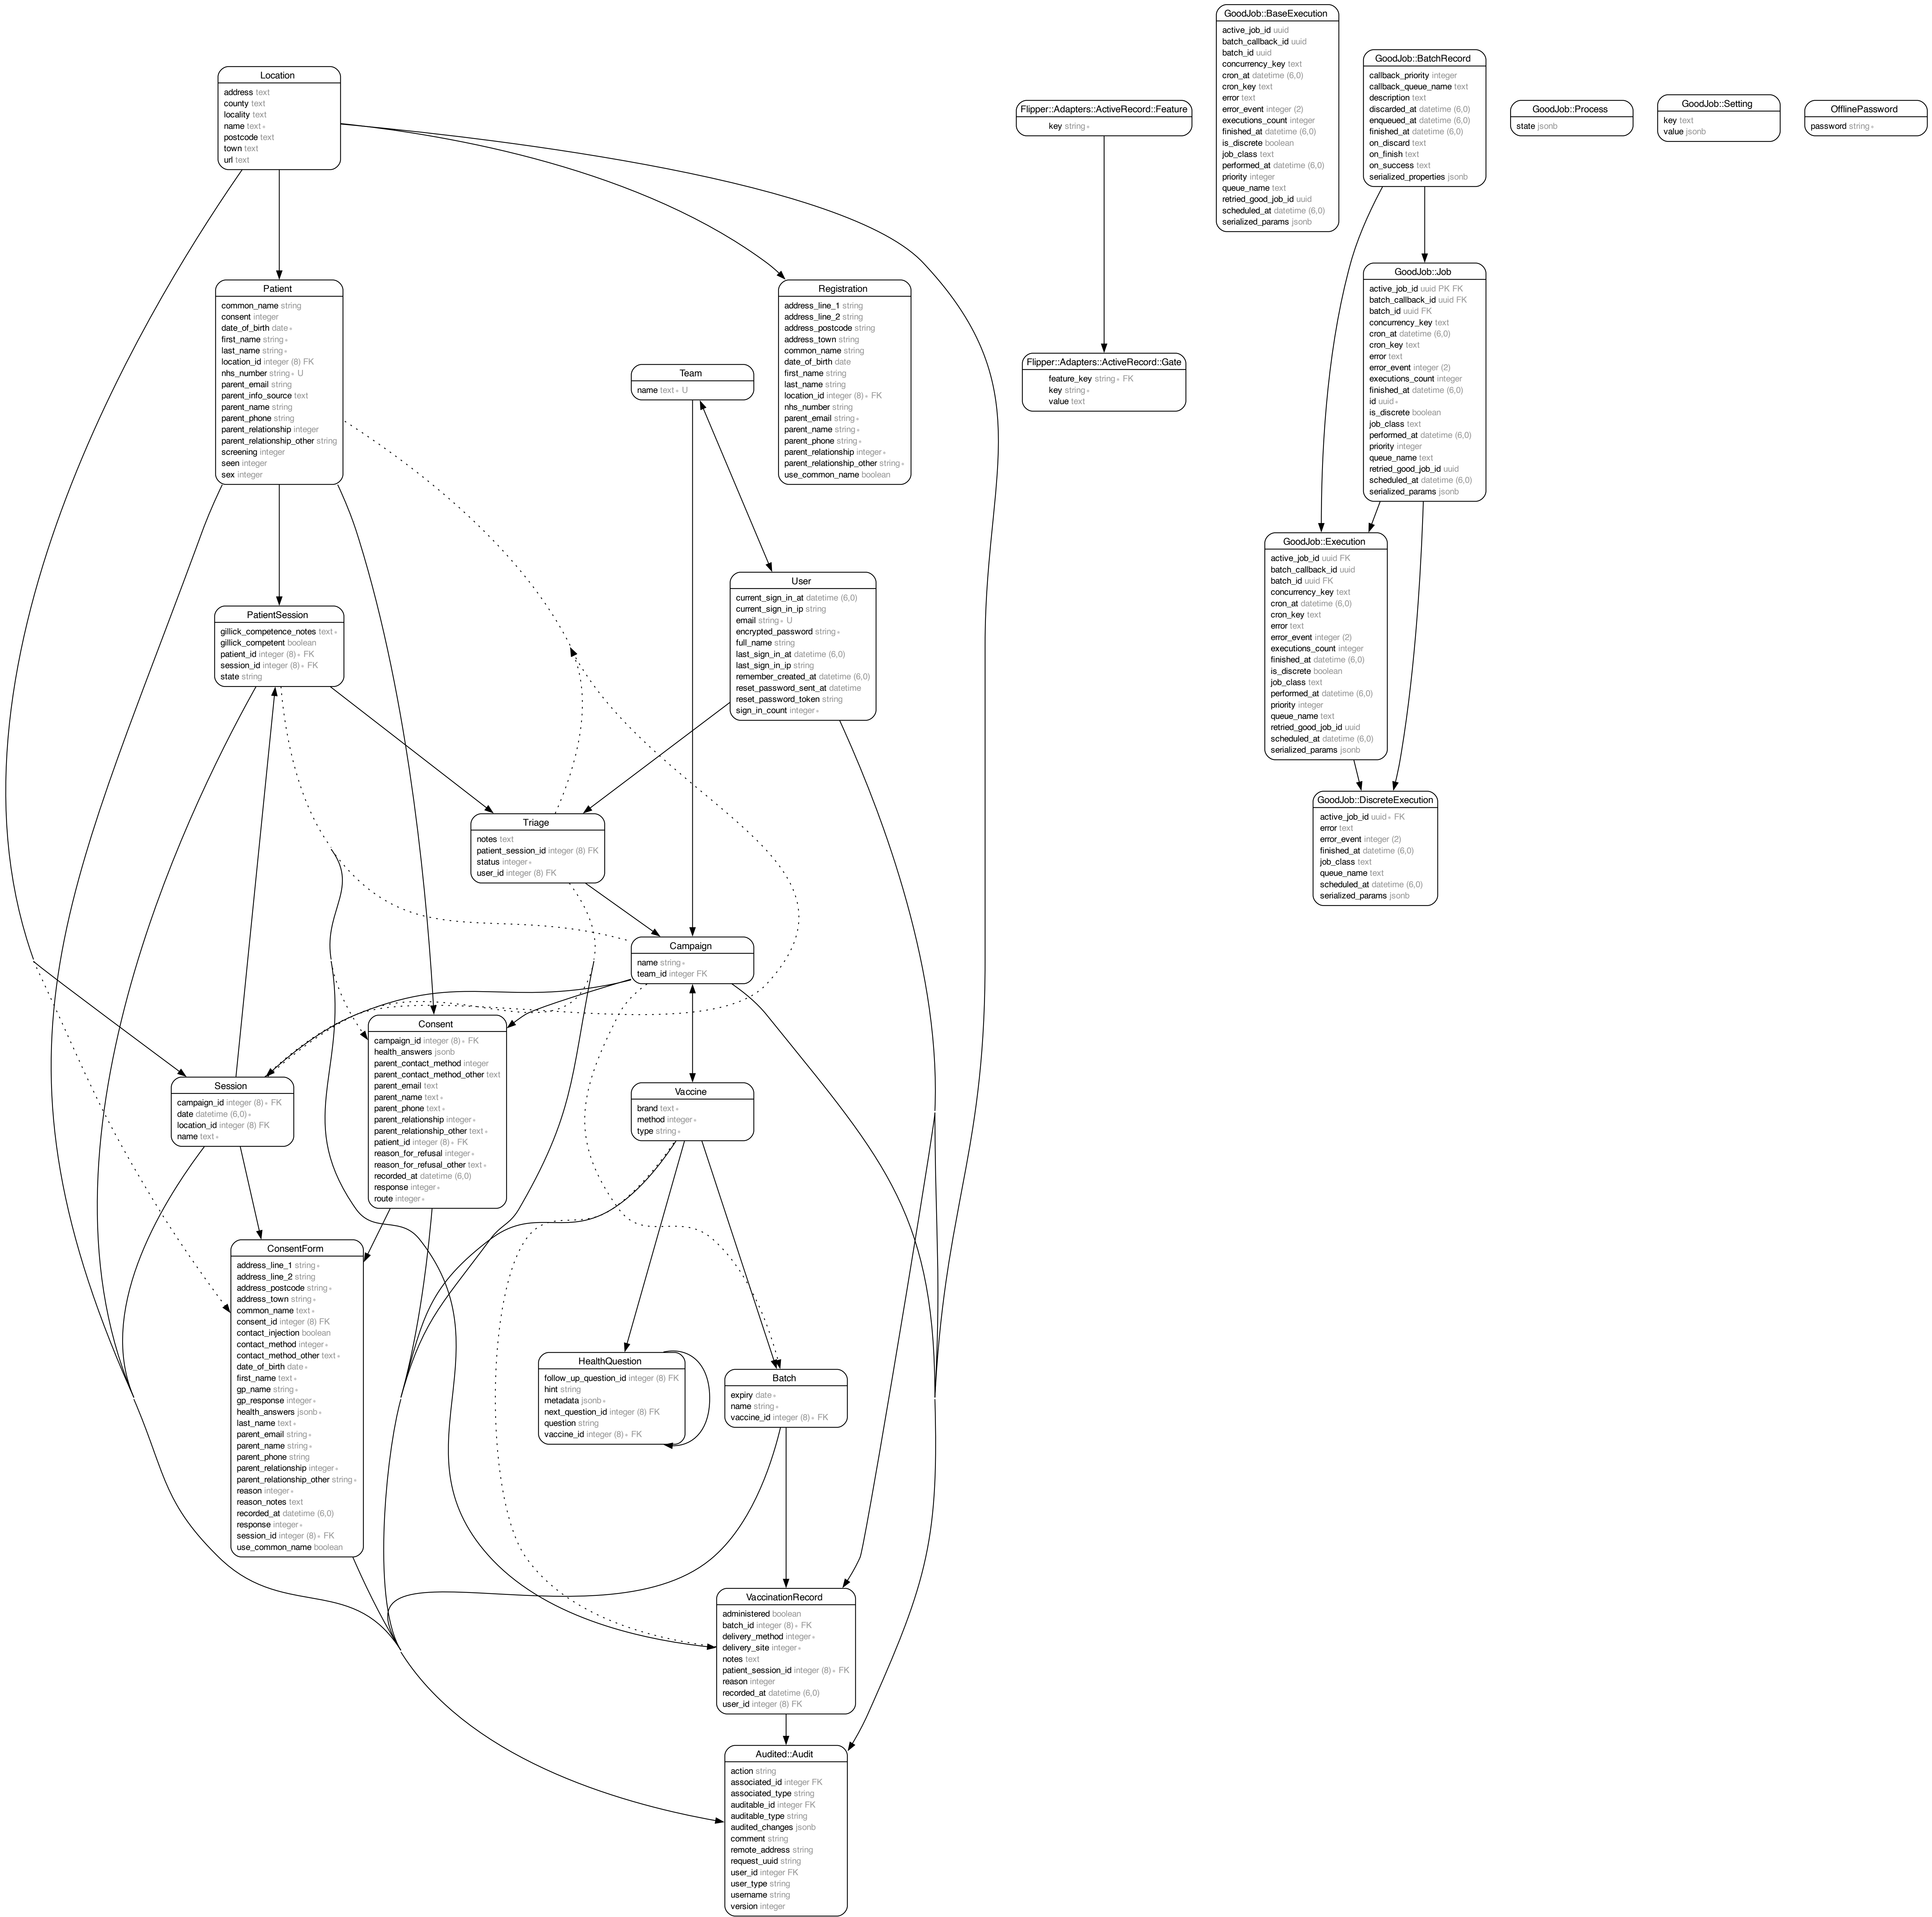 Location
address text
county text
locality text
name text ∗
postcode text
town text
url text
Patient
common_name string
consent integer
date_of_birth date ∗
first_name string ∗
last_name string ∗
location_id integer (8) FK
nhs_number string ∗ U
parent_email string
parent_info_source text
parent_name string
parent_phone string
parent_relationship integer
parent_relationship_other string
screening integer
seen integer
sex integer
Registration
address_line_1 string
address_line_2 string
address_postcode string
address_town string
common_name string
date_of_birth date
first_name string
last_name string
location_id integer (8) ∗ FK
nhs_number string
parent_email string ∗
parent_name string ∗
parent_phone string ∗
parent_relationship integer ∗
parent_relationship_other string ∗
use_common_name boolean
Team
name text ∗ U
User
current_sign_in_at datetime (6,0)
current_sign_in_ip string
email string ∗ U
encrypted_password string ∗
full_name string
last_sign_in_at datetime (6,0)
last_sign_in_ip string
remember_created_at datetime (6,0)
reset_password_sent_at datetime
reset_password_token string
sign_in_count integer ∗
PatientSession
gillick_competence_notes text ∗
gillick_competent boolean
patient_id integer (8) ∗ FK
session_id integer (8) ∗ FK
state string
Triage
notes text
patient_session_id integer (8) FK
status integer ∗
user_id integer (8) FK
Campaign
name string ∗
team_id integer FK
Consent
campaign_id integer (8) ∗ FK
health_answers jsonb
parent_contact_method integer
parent_contact_method_other text
parent_email text
parent_name text ∗
parent_phone text ∗
parent_relationship integer ∗
parent_relationship_other text ∗
patient_id integer (8) ∗ FK
reason_for_refusal integer ∗
reason_for_refusal_other text ∗
recorded_at datetime (6,0)
response integer ∗
route integer ∗
Session
campaign_id integer (8) ∗ FK
date datetime (6,0) ∗
location_id integer (8) FK
name text ∗
Vaccine
brand text ∗
method integer ∗
type string ∗
ConsentForm
address_line_1 string ∗
address_line_2 string
address_postcode string ∗
address_town string ∗
common_name text ∗
consent_id integer (8) FK
contact_injection boolean
contact_method integer ∗
contact_method_other text ∗
date_of_birth date ∗
first_name text ∗
gp_name string ∗
gp_response integer ∗
health_answers jsonb ∗
last_name text ∗
parent_email string ∗
parent_name string ∗
parent_phone string
parent_relationship integer ∗
parent_relationship_other string ∗
reason integer ∗
reason_notes text
recorded_at datetime (6,0)
response integer ∗
session_id integer (8) ∗ FK
use_common_name boolean
HealthQuestion
follow_up_question_id integer (8) FK
hint string
metadata jsonb ∗
next_question_id integer (8) FK
question string
vaccine_id integer (8) ∗ FK
Batch
expiry date ∗
name string ∗
vaccine_id integer (8) ∗ FK
VaccinationRecord
administered boolean
batch_id integer (8) ∗ FK
delivery_method integer ∗
delivery_site integer ∗
notes text
patient_session_id integer (8) ∗ FK
reason integer
recorded_at datetime (6,0)
user_id integer (8) FK
Audited::Audit
action string
associated_id integer FK
associated_type string
auditable_id integer FK
auditable_type string
audited_changes jsonb
comment string
remote_address string
request_uuid string
user_id integer FK
user_type string
username string
version integer
Flipper::Adapters::ActiveRecord::Feature
key string ∗
Flipper::Adapters::ActiveRecord::Gate
feature_key string ∗ FK
key string ∗
value text
GoodJob::BaseExecution
active_job_id uuid
batch_callback_id uuid
batch_id uuid
concurrency_key text
cron_at datetime (6,0)
cron_key text
error text
error_event integer (2)
executions_count integer
finished_at datetime (6,0)
is_discrete boolean
job_class text
performed_at datetime (6,0)
priority integer
queue_name text
retried_good_job_id uuid
scheduled_at datetime (6,0)
serialized_params jsonb
GoodJob::BatchRecord
callback_priority integer
callback_queue_name text
description text
discarded_at datetime (6,0)
enqueued_at datetime (6,0)
finished_at datetime (6,0)
on_discard text
on_finish text
on_success text
serialized_properties jsonb
GoodJob::Job
active_job_id uuid PK FK
batch_callback_id uuid FK
batch_id uuid FK
concurrency_key text
cron_at datetime (6,0)
cron_key text
error text
error_event integer (2)
executions_count integer
finished_at datetime (6,0)
id uuid ∗
is_discrete boolean
job_class text
performed_at datetime (6,0)
priority integer
queue_name text
retried_good_job_id uuid
scheduled_at datetime (6,0)
serialized_params jsonb
GoodJob::Execution
active_job_id uuid FK
batch_callback_id uuid
batch_id uuid FK
concurrency_key text
cron_at datetime (6,0)
cron_key text
error text
error_event integer (2)
executions_count integer
finished_at datetime (6,0)
is_discrete boolean
job_class text
performed_at datetime (6,0)
priority integer
queue_name text
retried_good_job_id uuid
scheduled_at datetime (6,0)
serialized_params jsonb
GoodJob::DiscreteExecution
active_job_id uuid ∗ FK
error text
error_event integer (2)
finished_at datetime (6,0)
job_class text
queue_name text
scheduled_at datetime (6,0)
serialized_params jsonb
GoodJob::Process
state jsonb
GoodJob::Setting
key text
value jsonb
OfflinePassword
password string ∗